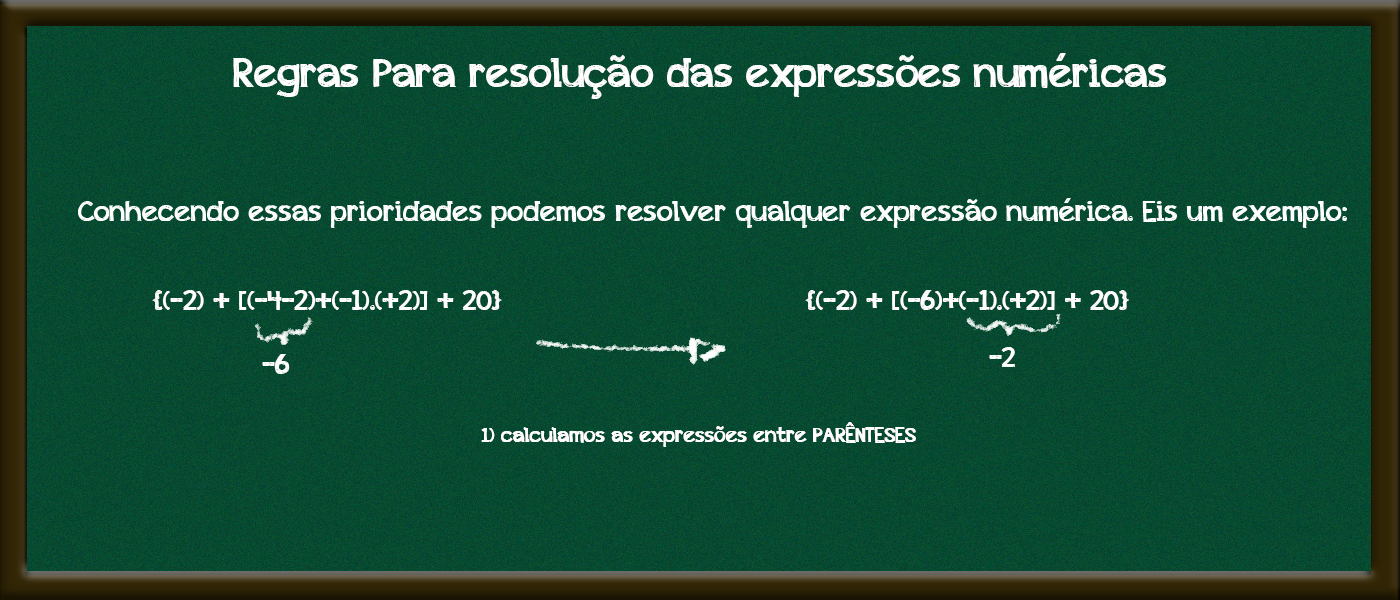 Regras Para resolução das expressões numéricas
Conhecendo essas prioridades podemos resolver qualquer expressão numérica. Eis um exemplo:
{(-2) + [(-4-2)+(-1).(+2)] + 20}
-6
{(-2) + [(-6)+(-1).(+2)] + 20}
-2
1) calculamos as expressões entre PARÊNTESES